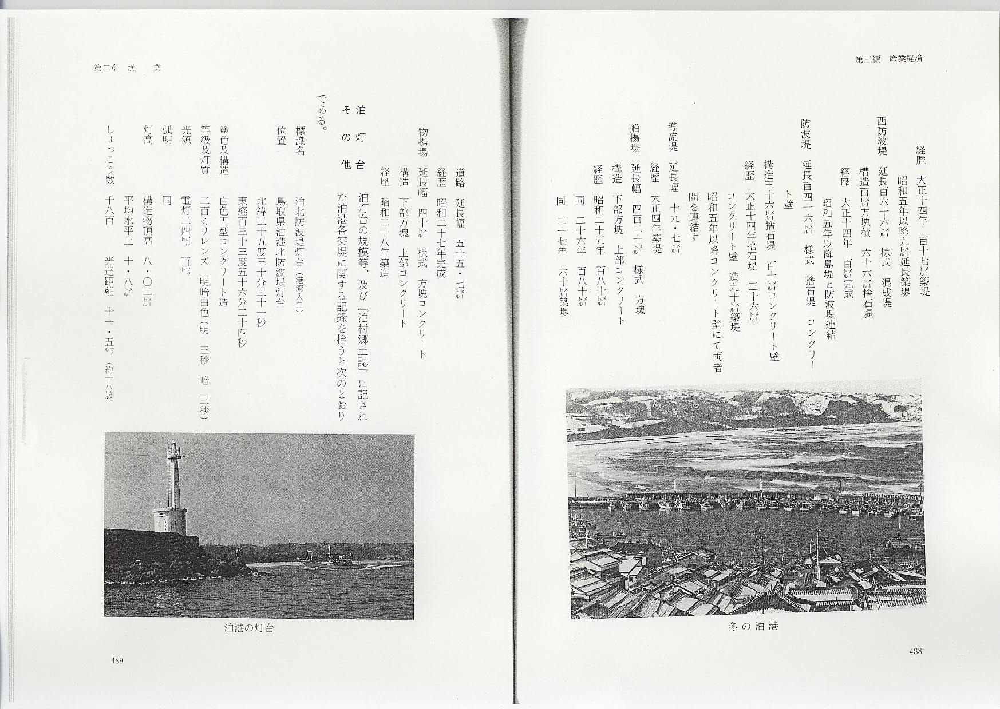 第三編　産業経済
経歴　大正十四年　百十七メートル築堤
昭和五年以降九メートル延長築堤
西防波堤　延長百六十六メートル　様式　混成堤
構造百メートル方塊積　六十六メートル捨石堤
経歴　大正十四年　百メートル完成
昭和五年以降島堤と防波堤連結
防波堤　延長百四十六メートル　様式　捨石堤　コンクリー
ト壁
構造三十六メートル捨石堤　百十メートルコンクリート壁
経歴　大正十四年捨石堤　三十六メートル
コンクリート壁　造九十メートル築堤
昭和五年以降コンクリート壁にて両者
間を連結す
導流堤　延長幅　十九・七メートル
経歴　大正四年築堤
船揚場　延長幅　四百二十メートル　様式　方塊
構造　下部方塊　上部コンクリート
経歴　昭和二十五年　百八十メートル
同　二十六年　百八十メートル
同　二十七年　六十メートル築堤
冬の泊港
488
道路　延長幅　五十五・七メートル
経歴　昭和二十七年完成
物揚場　延長幅　四十メートル　様式　方塊コンクリート
構造　下部方塊　上部コンクリート
経歴　昭和二十八年築造
泊灯台
その他
泊灯台の規模等、及び『泊村郷土誌』に記され
た泊港各突堤に関する記録を拾うと次のとおり
である。
標識名　泊北防波堤灯台（港湾入口）
位置　鳥取県泊港北防波堤灯台
北緯三十五度三十分三十一秒
東経百三十三度五十六分二十四秒
塗色及構造　白色円型コンクリート造
等級及灯質　二百ミリレンズ　明暗白色（明　三秒　暗　三秒）
光源　電灯二四ボルト　百ワット
弧明　同
灯高　構造物頂高　八・〇二メートル
平均水平上　十・八メートル
しょっこう数　千八百　光達距離　十一・五マイル（約十八㌔）
泊港の灯台
第二章　漁　業
489